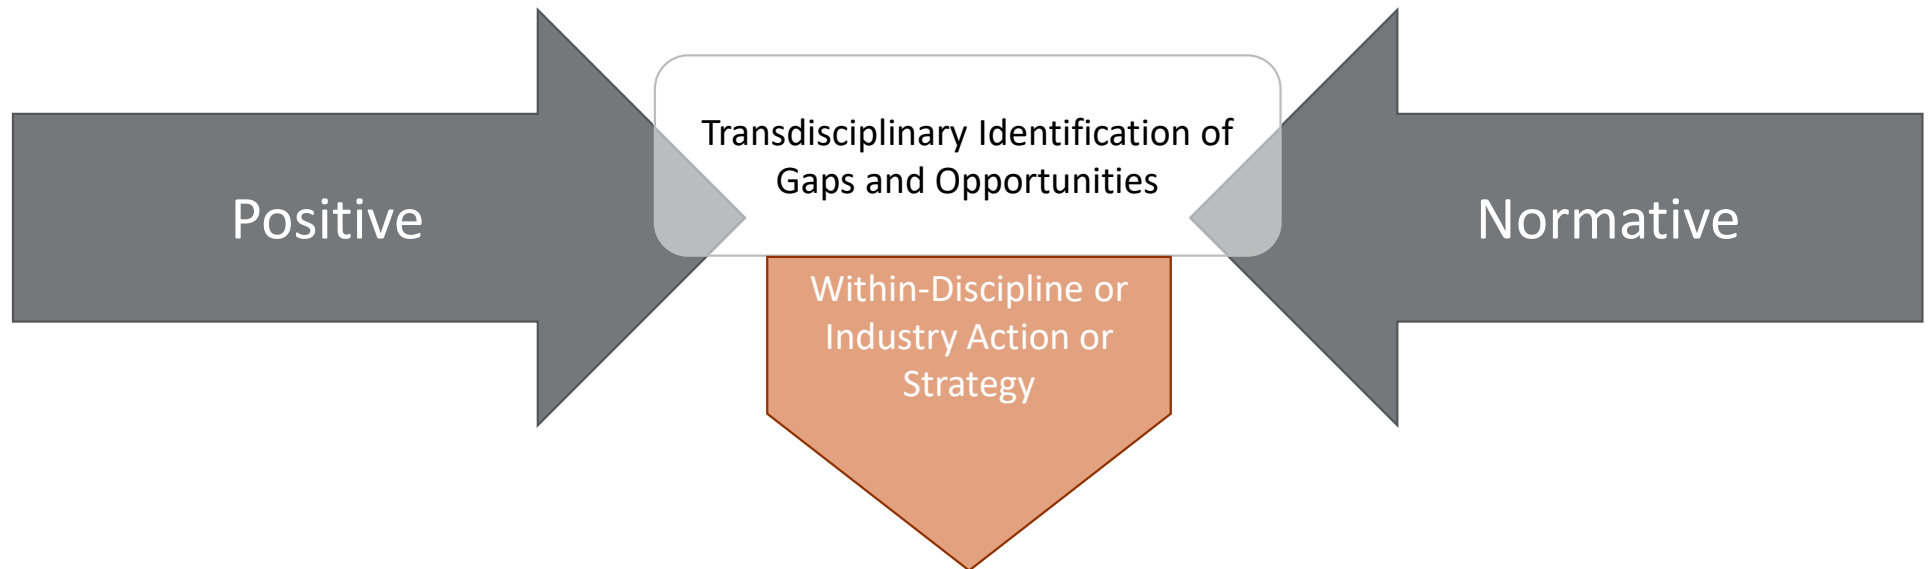 Positive
Transdisciplinary Identification of
Gaps and Opportunities
Normative
Within-Discipline or
Industry Action or
Strategy